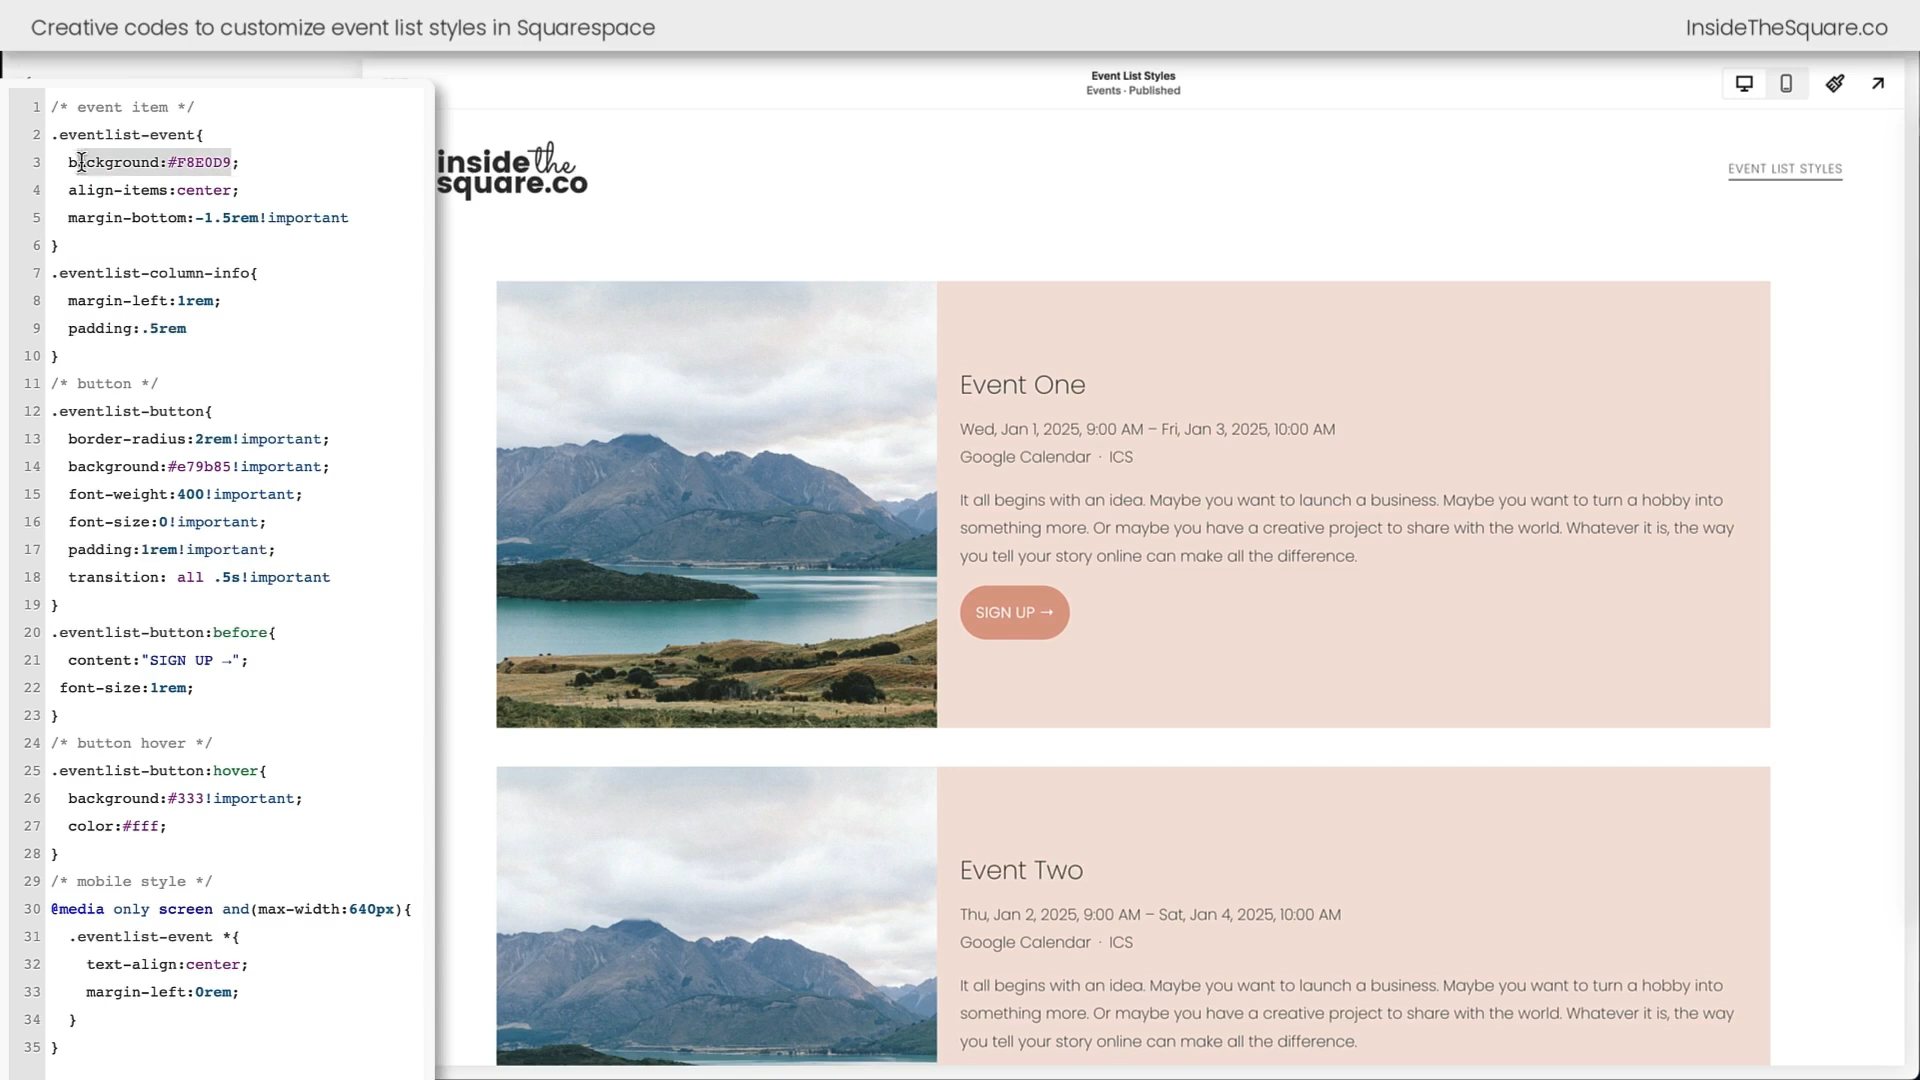 Creative codes to customize event list styles in Squarespace
InsideTheSquare.co
1 /* event item */
2 .eventlist-event{
3 background:#F8E0D9;
4 align-items:center;
5 margin-bottom:-1.5rem!important
6 }
7 .eventlist-column-info{
8 margin-left:1rem;
9 padding:.5rem
10 }
11 /* button */
12 .eventlist-button{
13 border-radius:2rem!important;
14 background:#e79b85!important;
15 font-weight:400!important;
16 font-size:0!important;
17 padding:1rem!important;
18 transition: all .5s!important
19 }
20 .eventlist-button:before{
21 content:"SIGN UP →";
22 font-size:1rem;
23 }
24 /* button hover */
25 .eventlist-button:hover{
26 background:#333!important;
27 color:#fff;
28 }
29 /* mobile style */
30 @media only screen and(max-width:640px){
31 .eventlist-event *{
32 text-align:center;
33 margin-left:0rem;
34 }
35 }
Event List Styles
Events · Published
inside the
square.co
EVENT LIST STYLES
Event One
Wed, Jan 1, 2025, 9:00 AM – Fri, Jan 3, 2025, 10:00 AM
Google Calendar · ICS
It all begins with an idea. Maybe you want to launch a business. Maybe you want to turn a hobby into
something more. Or maybe you have a creative project to share with the world. Whatever it is, the way
you tell your story online can make all the difference.
SIGN UP →
Event Two
Thu, Jan 2, 2025, 9:00 AM – Sat, Jan 4, 2025, 10:00 AM
Google Calendar · ICS
It all begins with an idea. Maybe you want to launch a business. Maybe you want to turn a hobby into
something more. Or maybe you have a creative project to share with the world. Whatever it is, the way
you tell your story online can make all the difference.